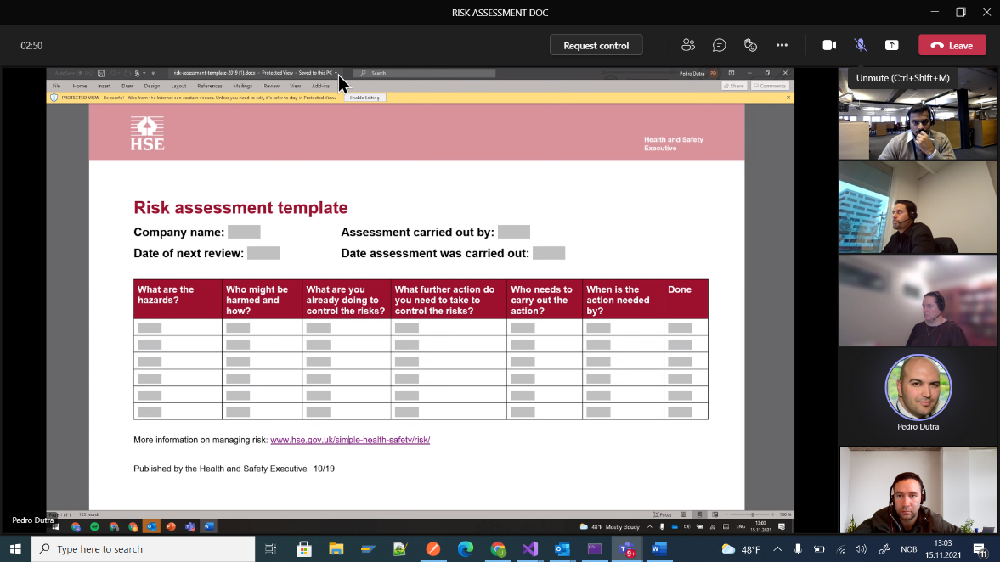 RISK ASSESSMENT DOC
02:50
Request control
Leave
Unmute (Ctrl+Shift+M)
risk-assessment-template-2019 (1).docx - Protected View - Saved to this PC
Search
Pedro Dutra
PD
File Home Insert Draw Design Layout References Mailings Review View Add-ins
Share Comments
PROTECTED VIEW Be careful—files from the Internet can contain viruses. Unless you need to edit, it's safer to stay in Protected View. Enable Editing
HSE
Health and Safety
Executive
Risk assessment template
Company name:
Assessment carried out by:
Date of next review:
Date assessment was carried out:
What are the hazards?
Who might be harmed and how?
What are you already doing to control the risks?
What further action do you need to take to control the risks?
Who needs to carry out the action?
When is the action needed by?
Done
More information on managing risk: www.hse.gov.uk/simple-health-safety/risk/
Published by the Health and Safety Executive 10/19
Pedro Dutra
Page 1 of 1 123 words
Focus
100 %
Pedro Dutra
48°F Mostly cloudy
ENG
13:03
15.11.2021
Type here to search
9+
48°F
NOB
13:03
15.11.2021
11